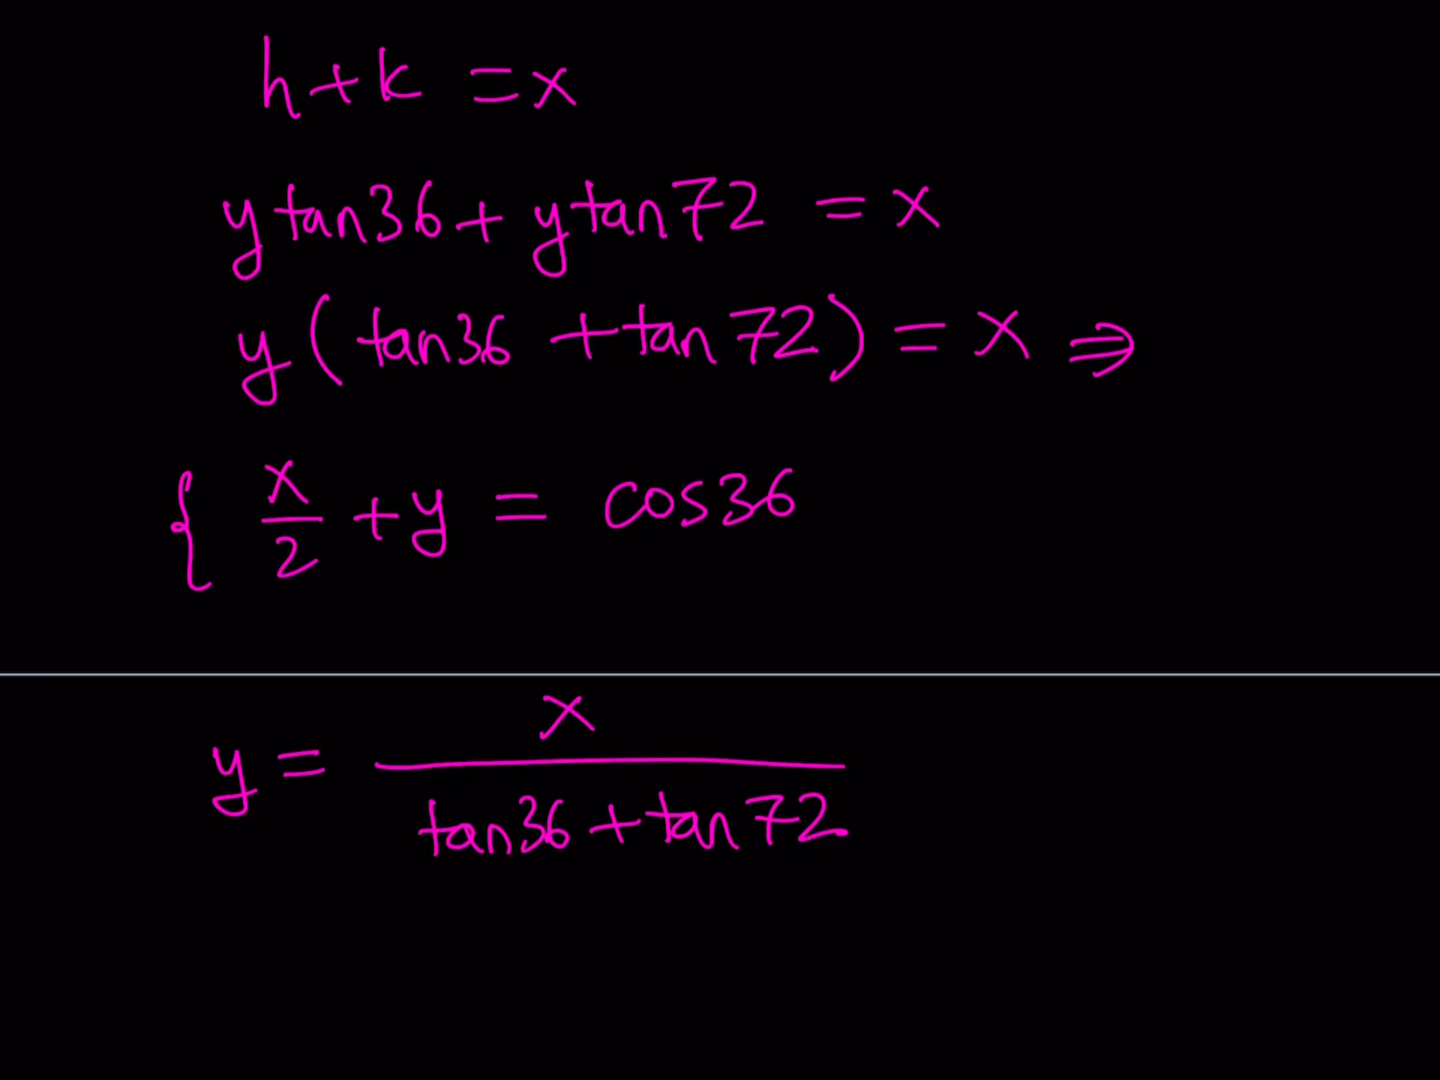 h+k = x
y tan36 + y tan72 = x
y(tan36 + tan72) = x ⇒
{ x/2 + y = cos36
y = x/(tan36 + tan72)